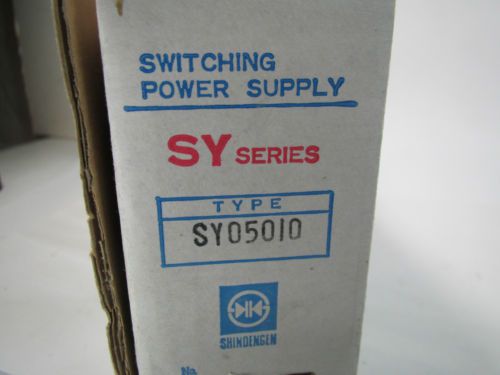 SWITCHING
POWER SUPPLY
SY SERIES
TYPE
SY05010
SHINDENGEN
No.